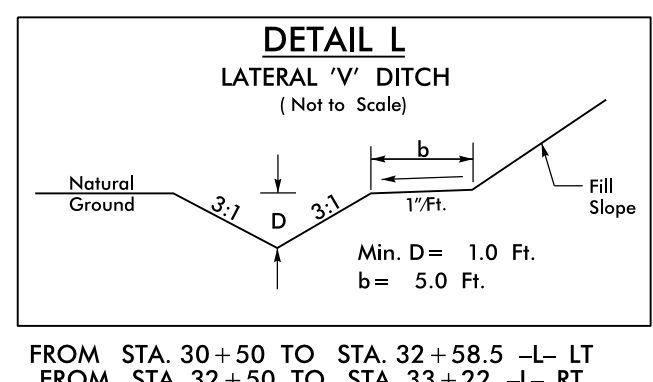 DETAIL L
LATERAL 'V' DITCH
( Not to Scale)
Natural
Ground
3:1
D
3:1
b
1"/Ft.
Fill
Slope
Min. D= 1.0 Ft.
b= 5.0 Ft.
FROM STA. 30+50 TO STA. 32+58.5 -L- LT
FROM STA. 32+50 TO STA. 33+22 -L- RT